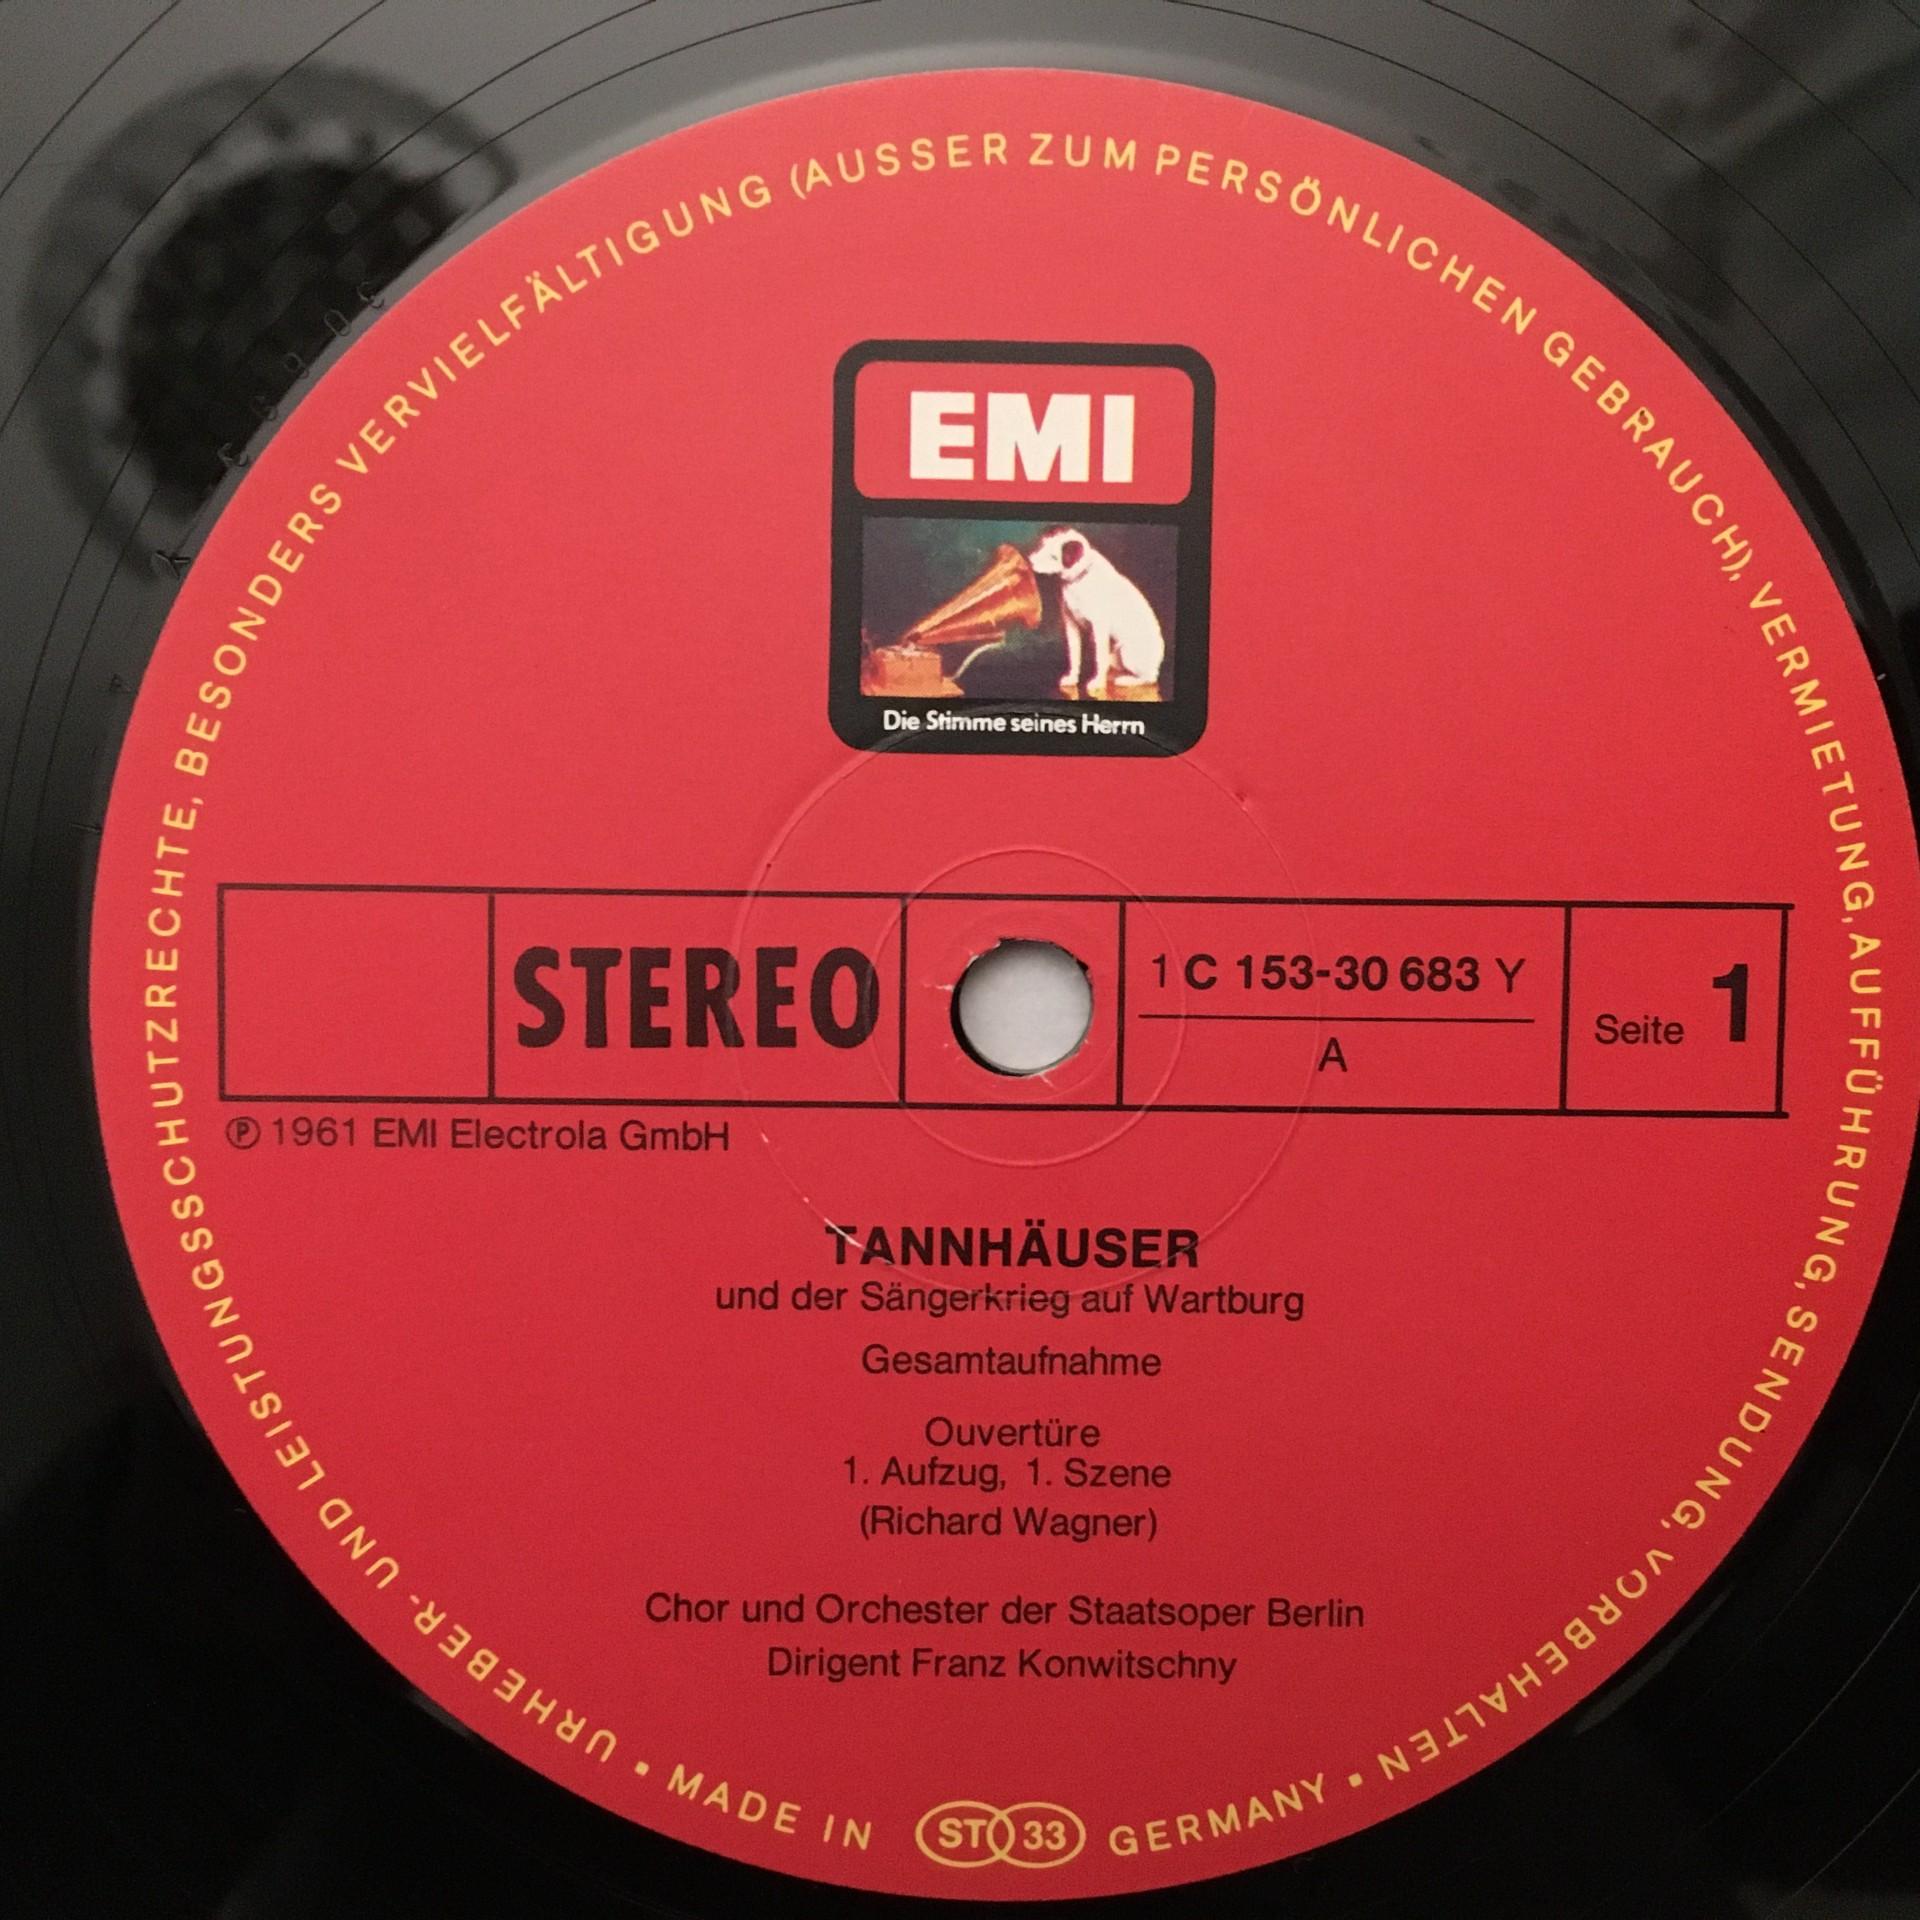 URHEBER- UND LEISTUNGSSCHUTZRECHTE, BESONDERS VERVIELFÄLTIGUNG (AUSSER ZUM PERSÖNLICHEN GEBRAUCH), VERMIETUNG, AUFFÜHRUNG, SENDUNG, VORBEHALTEN • MADE IN ST 33 GERMANY •
EMI
Die Stimme seines Herrn
STEREO
1 C 153-30 683 Y
A
Seite 1
℗ 1961 EMI Electrola GmbH
TANNHÄUSER
und der Sängerkrieg auf Wartburg
Gesamtaufnahme
Ouvertüre
1. Aufzug, 1. Szene
(Richard Wagner)
Chor und Orchester der Staatsoper Berlin
Dirigent Franz Konwitschny